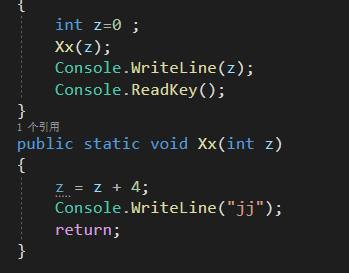 {
int z=0 ;
Xx(z);
Console.WriteLine(z);
Console.ReadKey();
}
1 个引用
public static void Xx(int z)
{
z = z + 4;
Console.WriteLine("jj");
return;
}